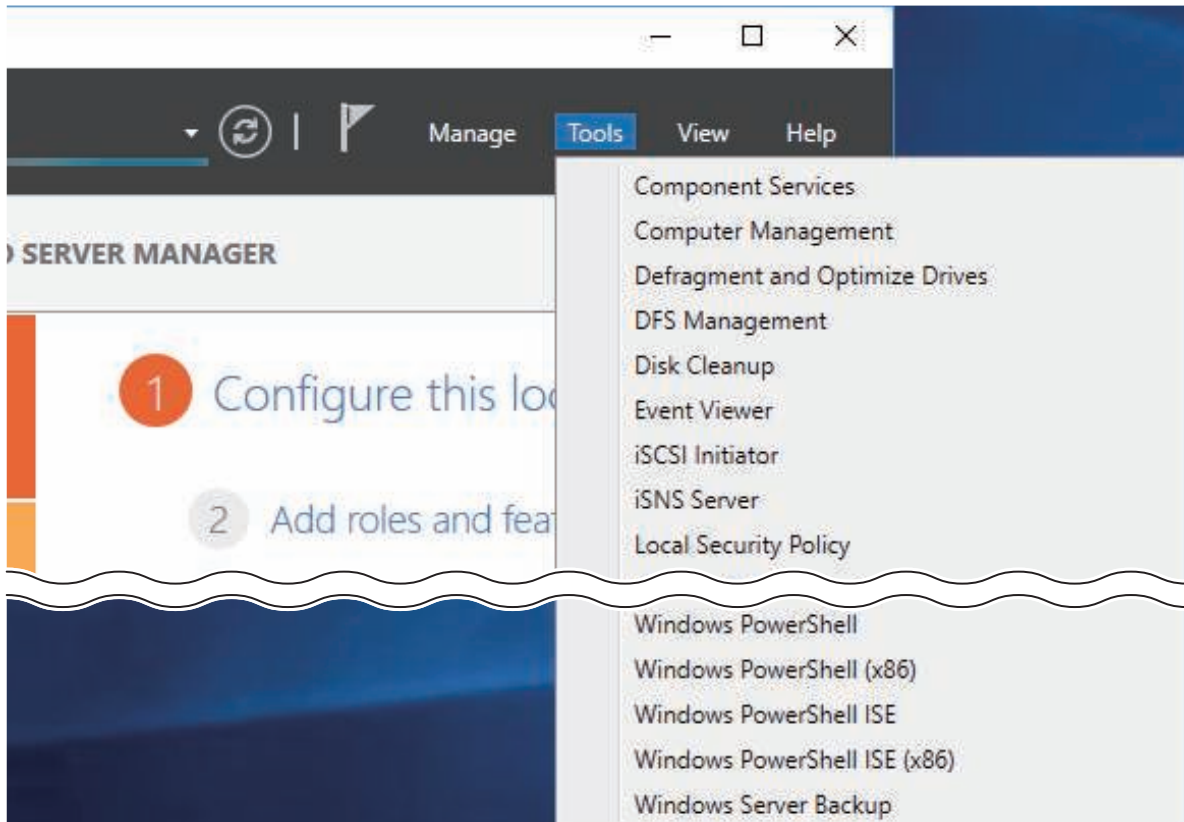 Manage Tools View Help
Component Services
Computer Management
Defragment and Optimize Drives
DFS Management
Disk Cleanup
Event Viewer
iSCSI Initiator
iSNS Server
Local Security Policy
SERVER MANAGER
1 Configure this loc
2 Add roles and feat
Windows PowerShell
Windows PowerShell (x86)
Windows PowerShell ISE
Windows PowerShell ISE (x86)
Windows Server Backup